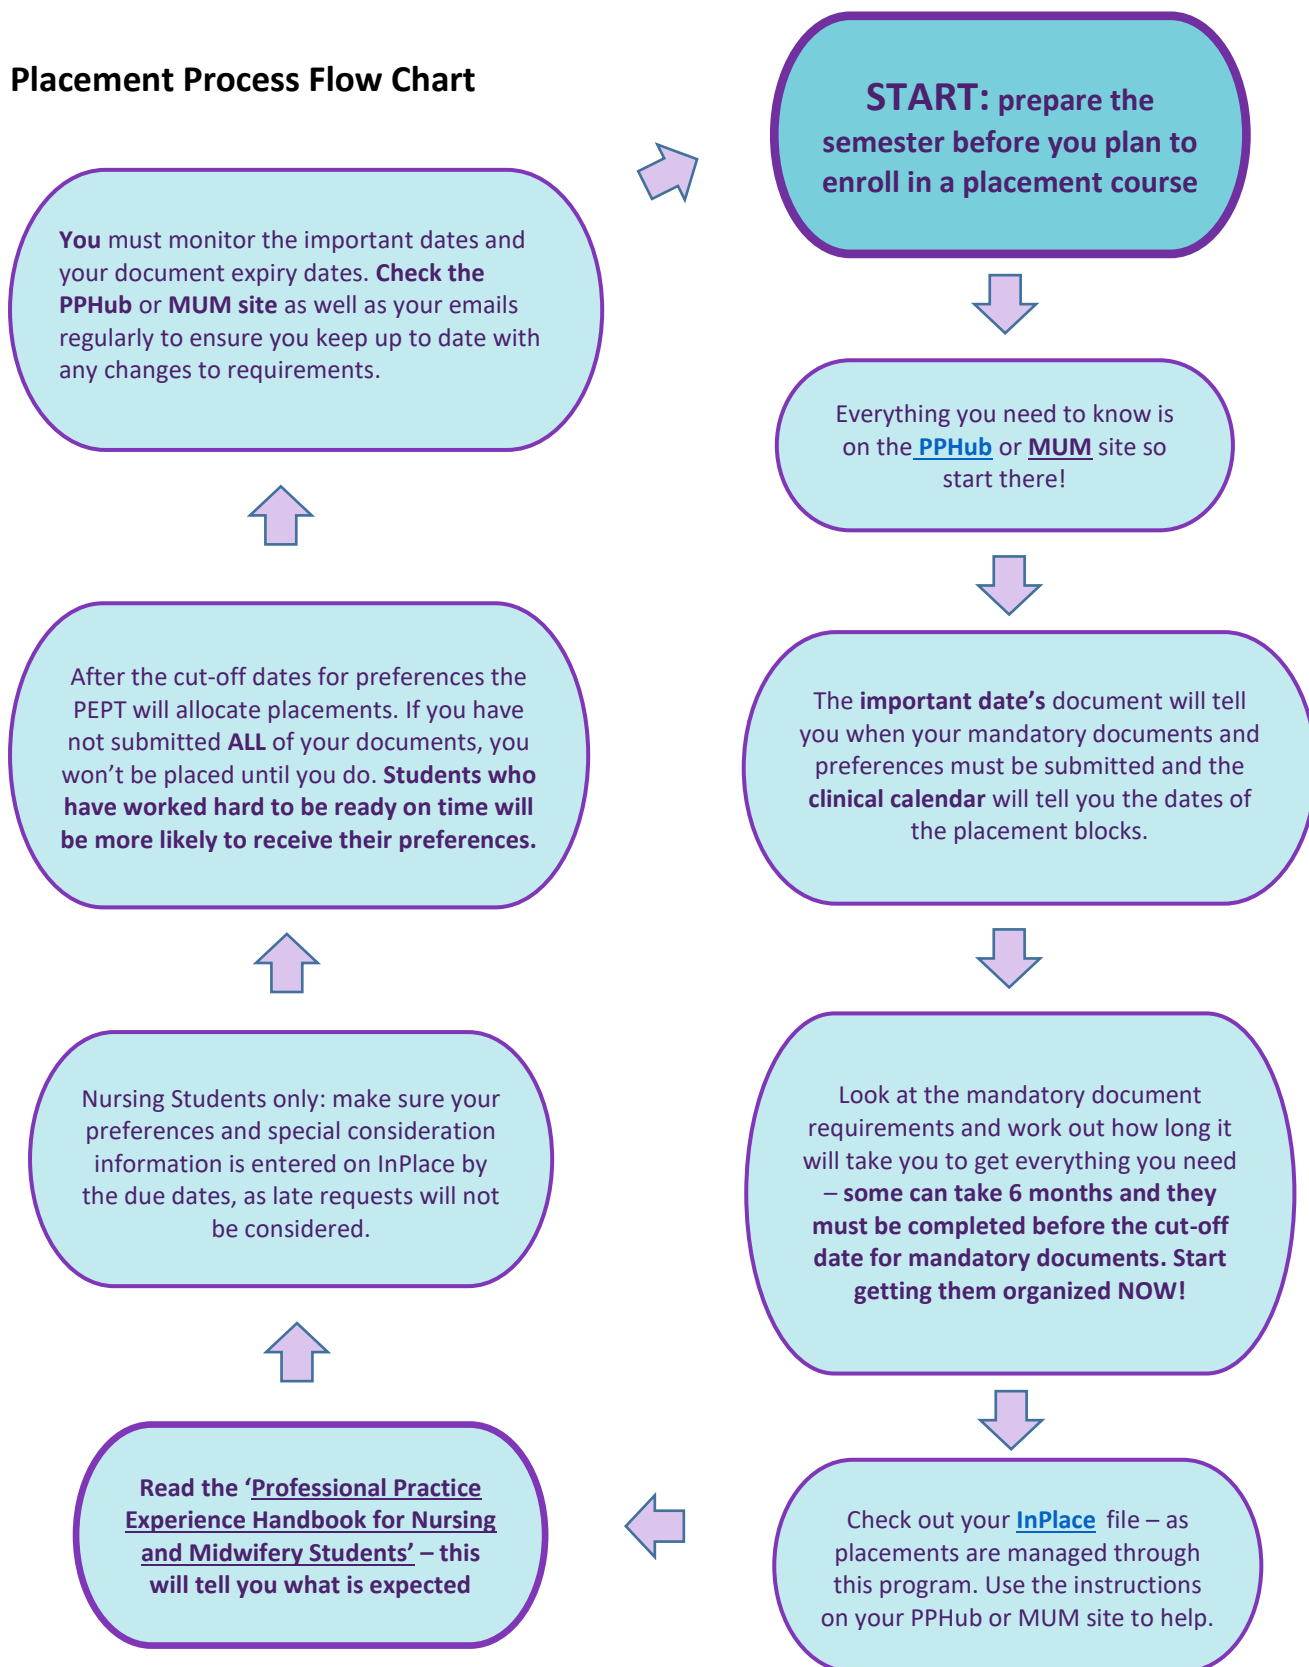 Placement Process Flow Chart
START: prepare the
semester before you plan to
enroll in a placement course
Everything you need to know is
on the PPHub or MUM site so
start there!
The important date's document will tell
you when your mandatory documents and
preferences must be submitted and the
clinical calendar will tell you the dates of
the placement blocks.
Look at the mandatory document
requirements and work out how long it
will take you to get everything you need
– some can take 6 months and they
must be completed before the cut-off
date for mandatory documents. Start
getting them organized NOW!
Check out your InPlace file – as
placements are managed through
this program. Use the instructions
on your PPHub or MUM site to help.
Read the ‘Professional Practice
Experience Handbook for Nursing
and Midwifery Students’ – this
will tell you what is expected
Nursing Students only: make sure your
preferences and special consideration
information is entered on InPlace by
the due dates, as late requests will not
be considered.
After the cut-off dates for preferences the
PEPT will allocate placements. If you have
not submitted ALL of your documents, you
won’t be placed until you do. Students who
have worked hard to be ready on time will
be more likely to receive their preferences.
You must monitor the important dates and
your document expiry dates. Check the
PPHub or MUM site as well as your emails
regularly to ensure you keep up to date with
any changes to requirements.